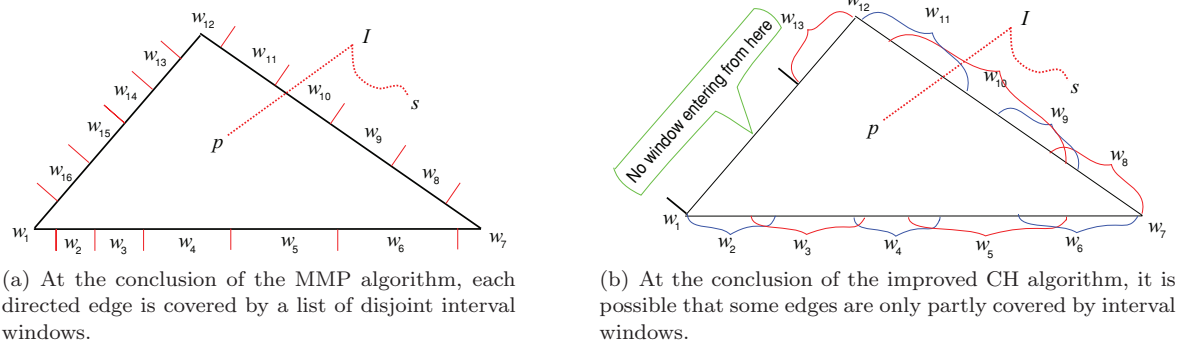 w12
I
w13
w11
w14
w10
s
w15
p
w9
w16
w8
w1
w2
w3
w4
w5
w6
w7
(a) At the conclusion of the MMP algorithm, each
directed edge is covered by a list of disjoint interval
windows.
w12
w13
w11
I
No window entering from here
w10
s
p
w9
w8
w1
w2
w3
w4
w5
w6
w7
(b) At the conclusion of the improved CH algorithm, it is
possible that some edges are only partly covered by interval
windows.